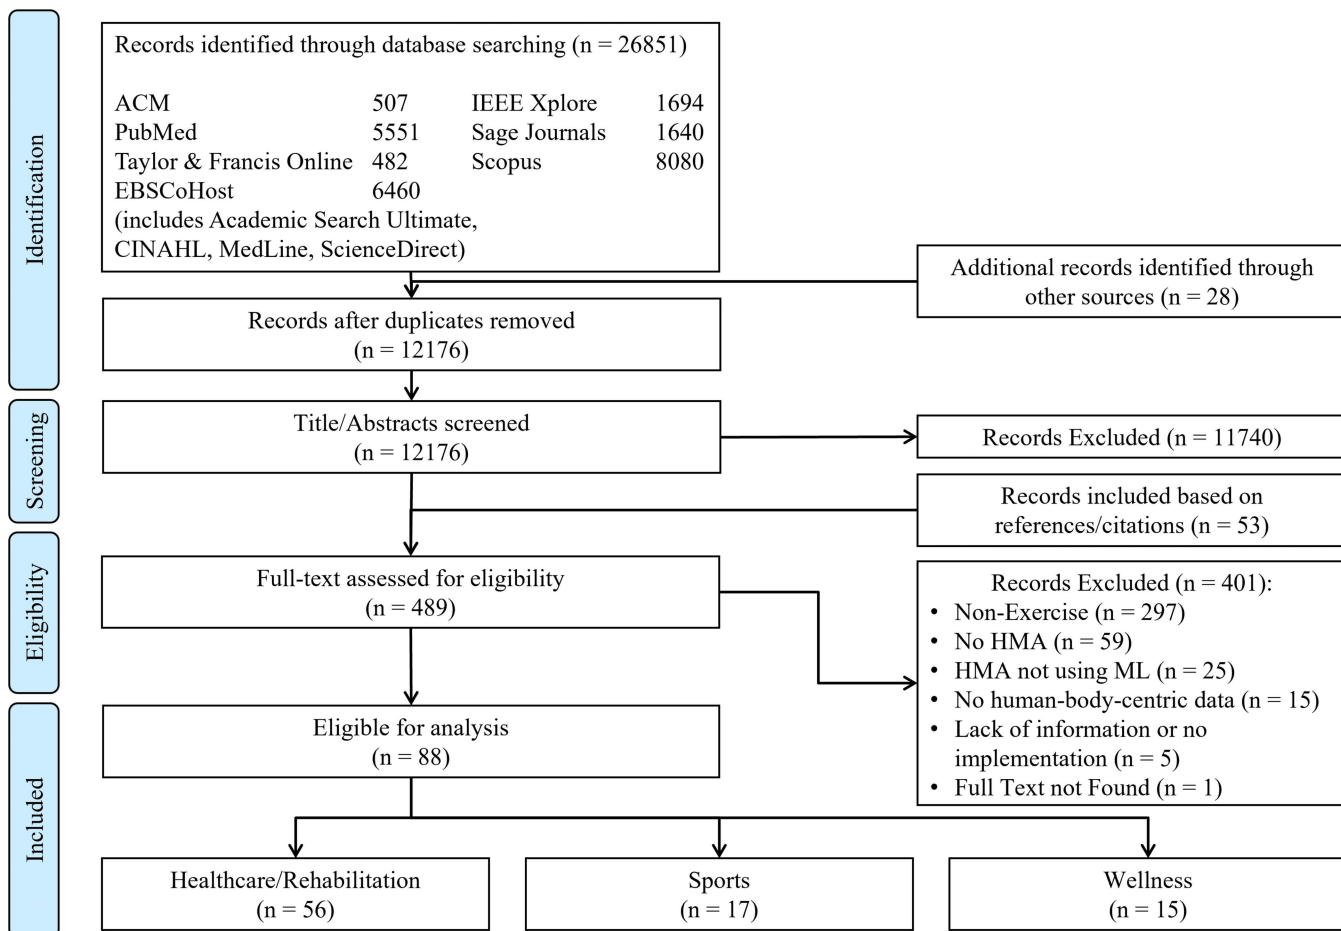 Identification
Records identified through database searching (n = 26851)
ACM 507 IEEE Xplore 1694
PubMed 5551 Sage Journals 1640
Taylor & Francis Online 482 Scopus 8080
EBSCoHost 6460
(includes Academic Search Ultimate,
CINAHL, MedLine, ScienceDirect)
Additional records identified through
other sources (n = 28)
Records after duplicates removed
(n = 12176)
Screening
Title/Abstracts screened
(n = 12176)
Records Excluded (n = 11740)
Records included based on
references/citations (n = 53)
Eligibility
Full-text assessed for eligibility
(n = 489)
Records Excluded (n = 401):
• Non-Exercise (n = 297)
• No HMA (n = 59)
• HMA not using ML (n = 25)
• No human-body-centric data (n = 15)
• Lack of information or no
implementation (n = 5)
• Full Text not Found (n = 1)
Included
Eligible for analysis
(n = 88)
Healthcare/Rehabilitation
(n = 56)
Sports
(n = 17)
Wellness
(n = 15)